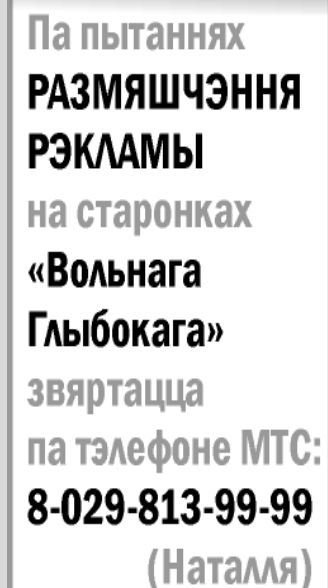 Па пытаннях
РАЗМЯШЧЭННЯ
РЭКЛАМЫ
на старонках
«Вольнага
Глыбокага»
звяртацца
па тэлефоне МТС:
8-029-813-99-99
(Наталля)